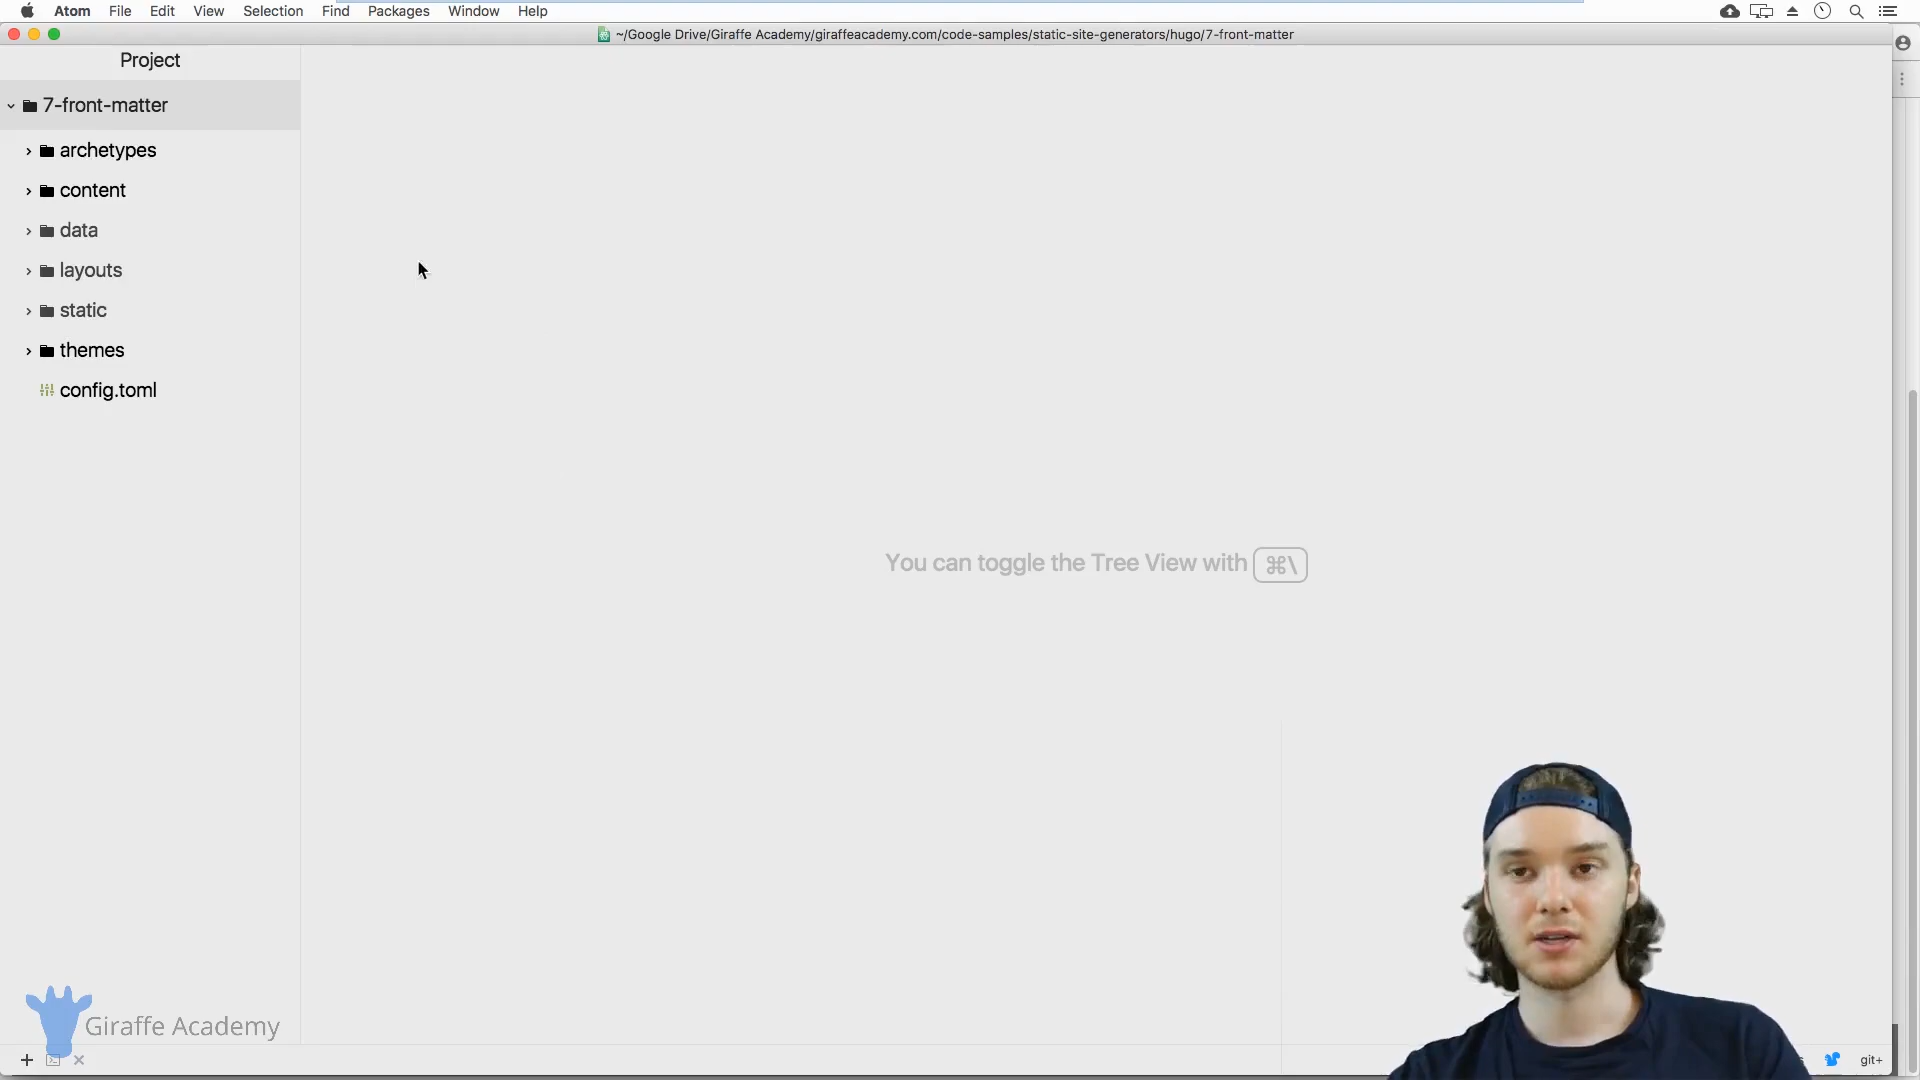 Atom File Edit View Selection Find Packages Window Help
~/Google Drive/Giraffe Academy/giraffeacademy.com/code-samples/static-site-generators/hugo/7-front-matter
Project
7-front-matter
archetypes
content
data
layouts
static
themes
config.toml
You can toggle the Tree View with ⌘\
Giraffe Academy
git+